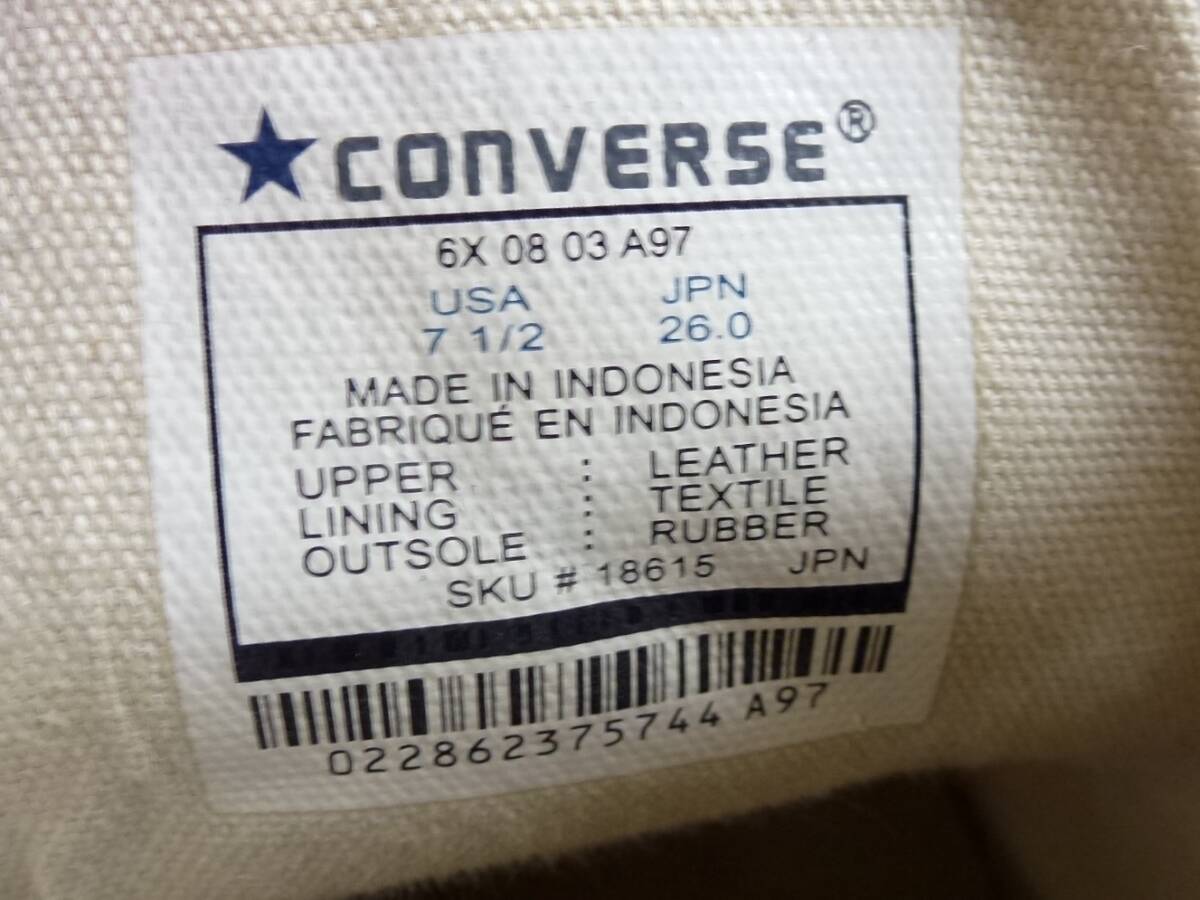 ★CONVERSE®
6X 08 03 A97
USA JPN
7 1/2 26.0
MADE IN INDONESIA
FABRIQUÉ EN INDONESIA
UPPER : LEATHER
LINING : TEXTILE
OUTSOLE : RUBBER
SKU # 18615 JPN
022862375744 A97